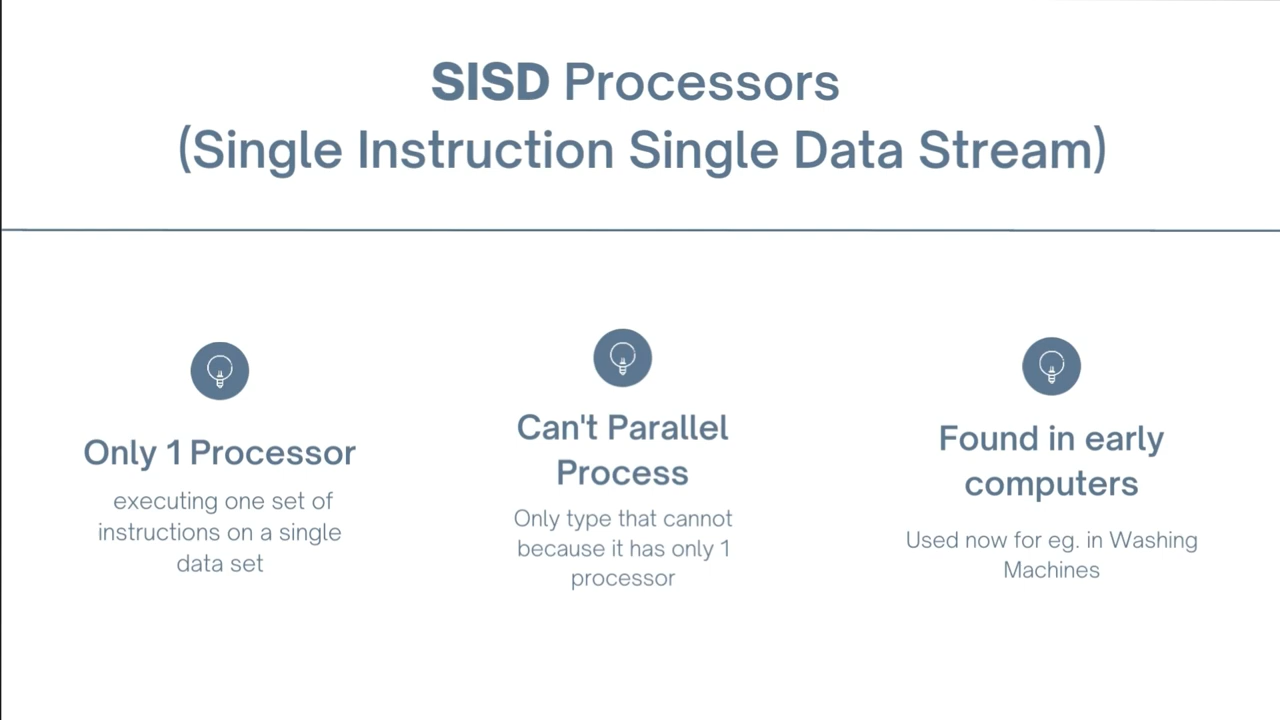 SISD Processors
(Single Instruction Single Data Stream)
Only 1 Processor
executing one set of
instructions on a single
data set
Can't Parallel
Process
Only type that cannot
because it has only 1
processor
Found in early
computers
Used now for eg. in Washing
Machines